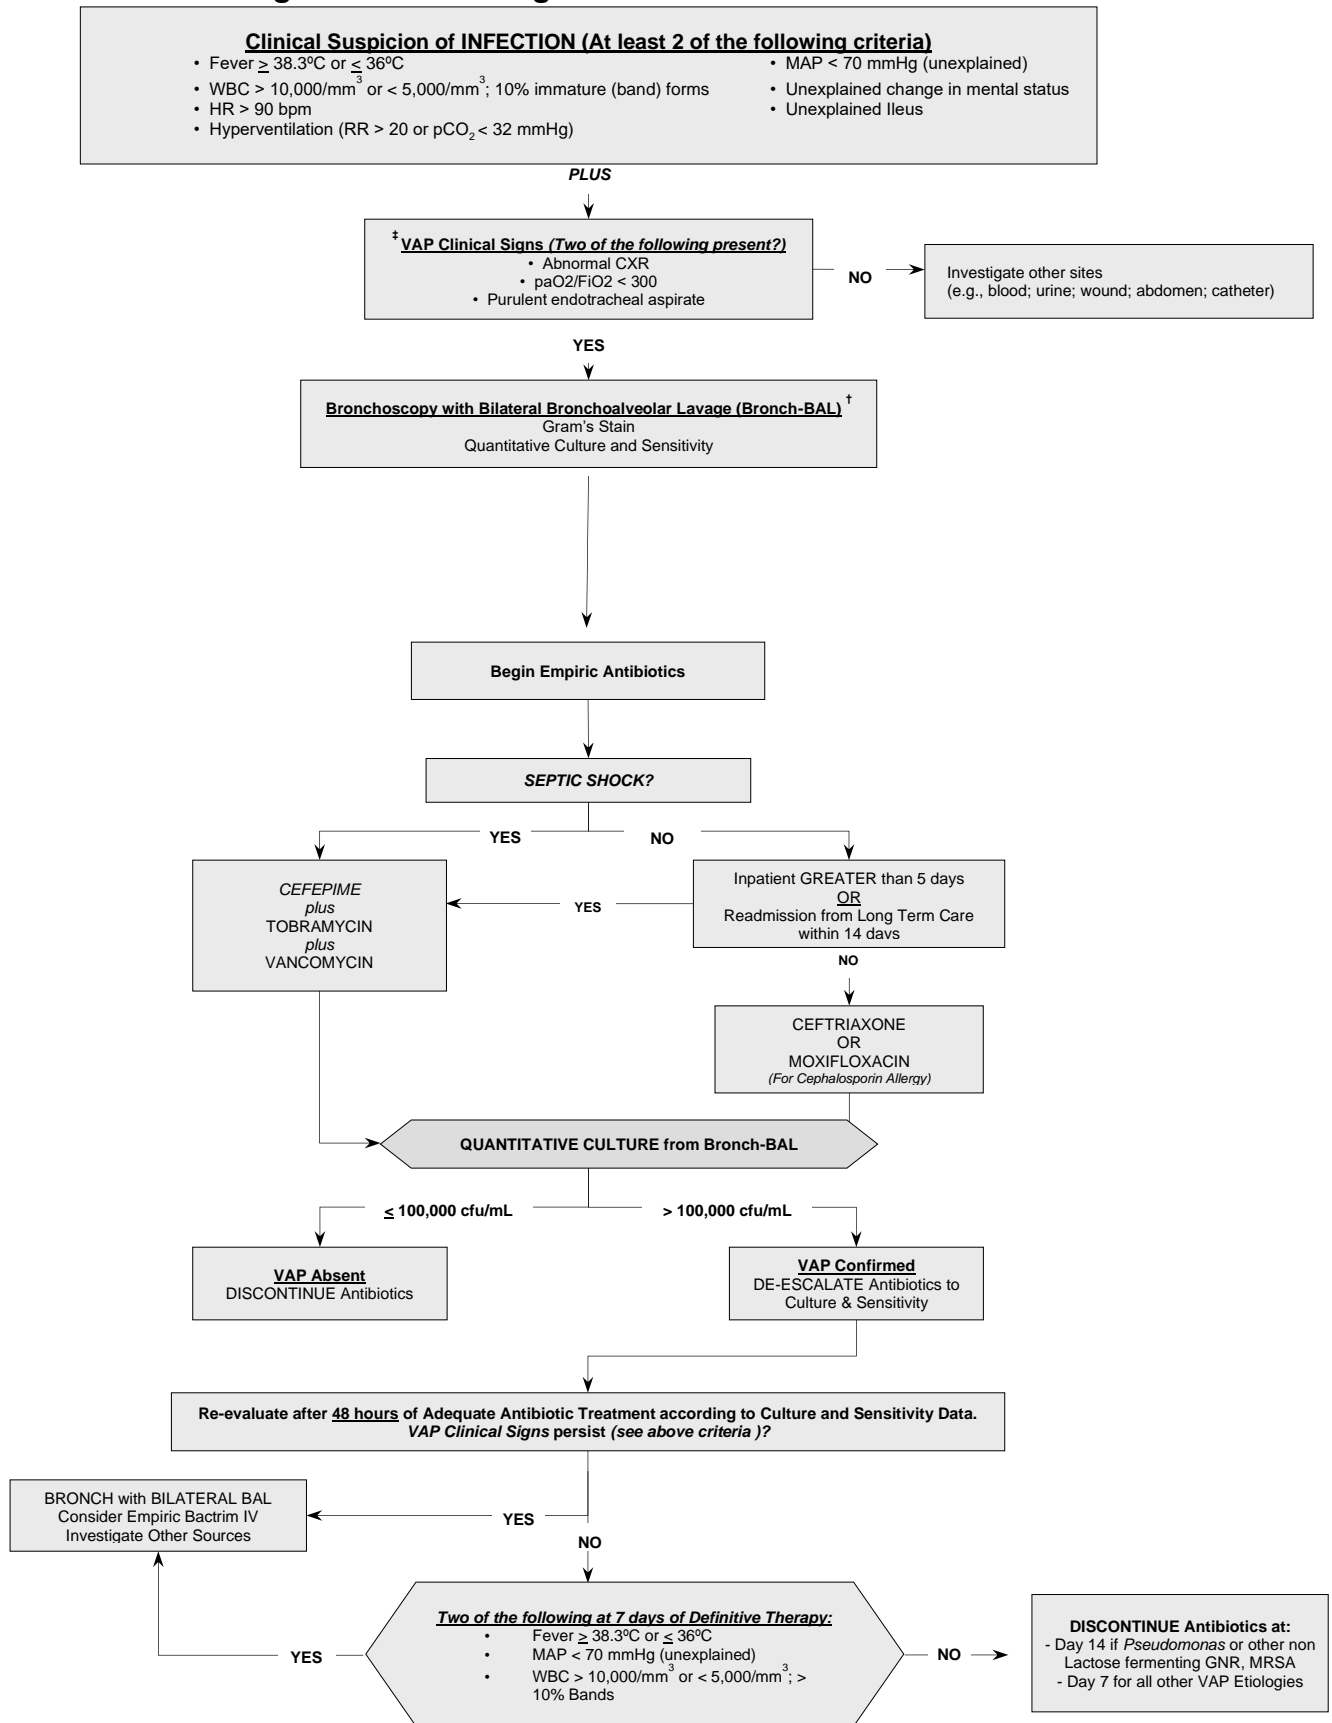 Clinical Suspicion of INFECTION (At least 2 of the following criteria)
• Fever ≥ 38.3ºC or ≤ 36ºC
• WBC > 10,000/mm3 or < 5,000/mm3; 10% immature (band) forms
• HR > 90 bpm
• Hyperventilation (RR > 20 or pCO2 < 32 mmHg)
• MAP < 70 mmHg (unexplained)
• Unexplained change in mental status
• Unexplained Ileus
PLUS
‡ VAP Clinical Signs (Two of the following present?)
• Abnormal CXR
• paO2/FiO2 < 300
• Purulent endotracheal aspirate
NO
Investigate other sites
(e.g., blood; urine; wound; abdomen; catheter)
YES
Bronchoscopy with Bilateral Bronchoalveolar Lavage (Bronch-BAL) †
Gram's Stain
Quantitative Culture and Sensitivity
Begin Empiric Antibiotics
SEPTIC SHOCK?
YES
NO
CEFEPIME
plus
TOBRAMYCIN
plus
VANCOMYCIN
YES
Inpatient GREATER than 5 days
OR
Readmission from Long Term Care
within 14 days
NO
CEFTRIAXONE
OR
MOXIFLOXACIN
(For Cephalosporin Allergy)
QUANTITATIVE CULTURE from Bronch-BAL
≤ 100,000 cfu/mL
> 100,000 cfu/mL
VAP Absent
DISCONTINUE Antibiotics
VAP Confirmed
DE-ESCALATE Antibiotics to
Culture & Sensitivity
Re-evaluate after 48 hours of Adequate Antibiotic Treatment according to Culture and Sensitivity Data.
VAP Clinical Signs persist (see above criteria )?
BRONCH with BILATERAL BAL
Consider Empiric Bactrim IV
Investigate Other Sources
YES
NO
Two of the following at 7 days of Definitive Therapy:
• Fever ≥ 38.3ºC or ≤ 36ºC
• MAP < 70 mmHg (unexplained)
• WBC > 10,000/mm3 or < 5,000/mm3; >
10% Bands
YES
NO
DISCONTINUE Antibiotics at:
- Day 14 if Pseudomonas or other non
Lactose fermenting GNR, MRSA
- Day 7 for all other VAP Etiologies